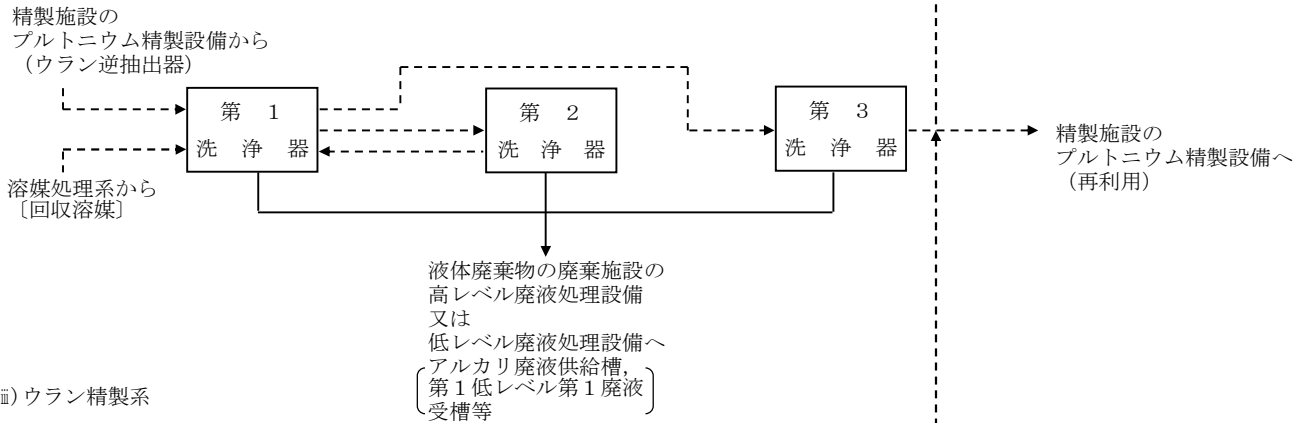 精製施設の
プルトニウム精製設備から
（ウラン逆抽出器）
第　１
洗　浄　器
第　２
洗　浄　器
第　３
洗　浄　器
精製施設の
プルトニウム精製設備へ
（再利用）
溶媒処理系から
〔回収溶媒〕
液体廃棄物の廃棄施設の
高レベル廃液処理設備
又は
低レベル廃液処理設備へ
アルカリ廃液供給槽，
第１低レベル第１廃液
受槽等
ⅲ)ウラン精製系